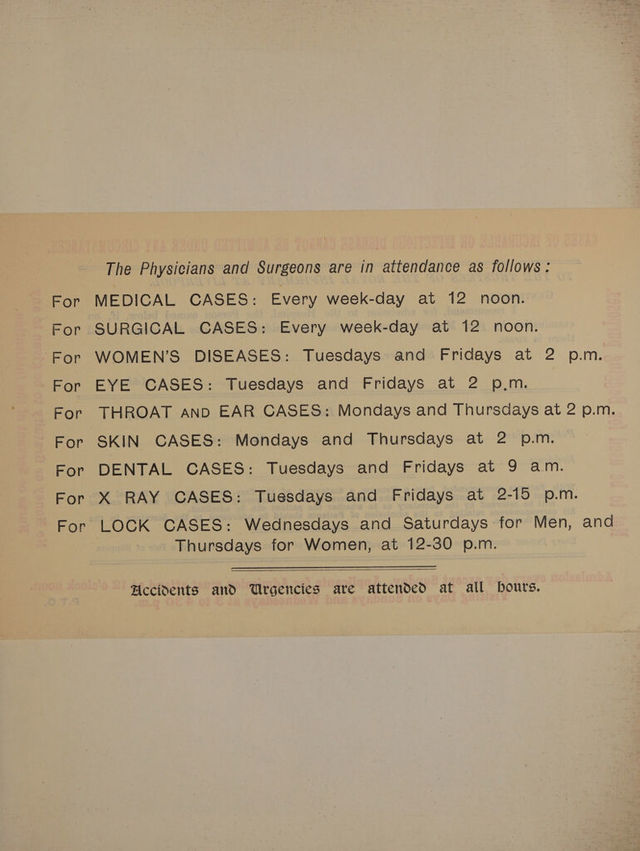 The Physicians and Surgeons are in attendance as follows:
For MEDICAL CASES: Every week-day at 12 noon.
For SURGICAL CASES: Every week-day at 12 noon.
For WOMEN'S DISEASES: Tuesdays and Fridays at 2 p.m.
For EYE CASES: Tuesdays and Fridays at 2 p.m.
For THROAT AND EAR CASES: Mondays and Thursdays at 2 p.m.
For SKIN CASES: Mondays and Thursdays at 2 p.m.
For DENTAL CASES: Tuesdays and Fridays at 9 a.m.
For X RAY CASES: Tuesdays and Fridays at 2-15 p.m.
For LOCK CASES: Wednesdays and Saturdays for Men, and
Thursdays for Women, at 12-30 p.m.
Accidents and Urgencies are attended at all hours.